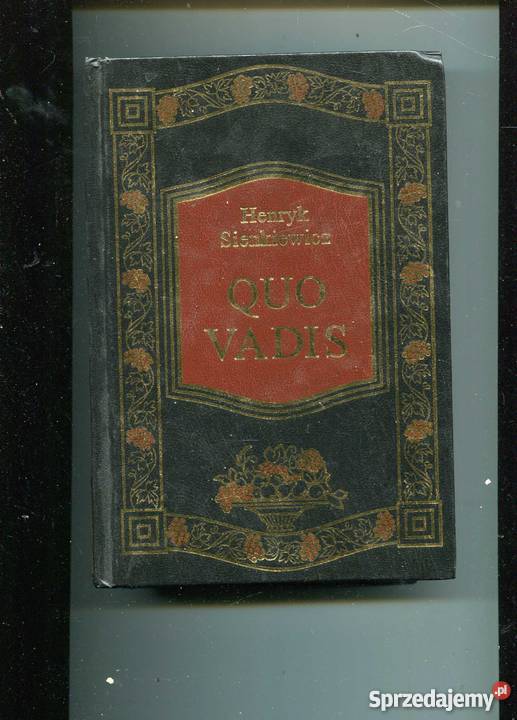 Henryk
Sienkiewicz
QUO
VADIS
Sprzedajemy.pl